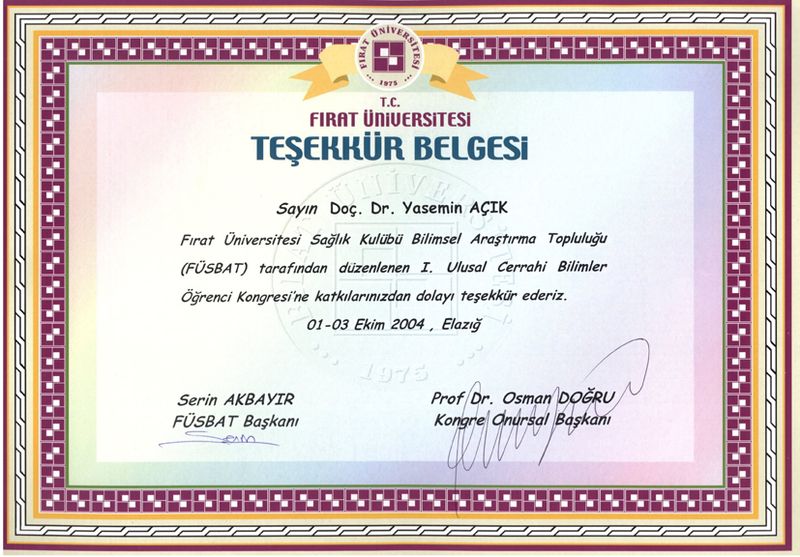 FIRAT ÜNİVERSİTESİ
1975
T.C.
FIRAT ÜNİVERSİTESİ
TEŞEKKÜR BELGESİ
Sayın Doç. Dr. Yasemin AÇIK
Fırat Üniversitesi Sağlık Kulübü Bilimsel Araştırma Topluluğu
(FÜSBAT) tarafından düzenlenen I. Ulusal Cerrahi Bilimler
Öğrenci Kongresi'ne katkılarınızdan dolayı teşekkür ederiz.
01-03 Ekim 2004 , Elazığ
1975
Serin AKBAYIR
FÜSBAT Başkanı
Serin
Prof Dr. Osman DOĞRU
Kongre Onursal Başkanı